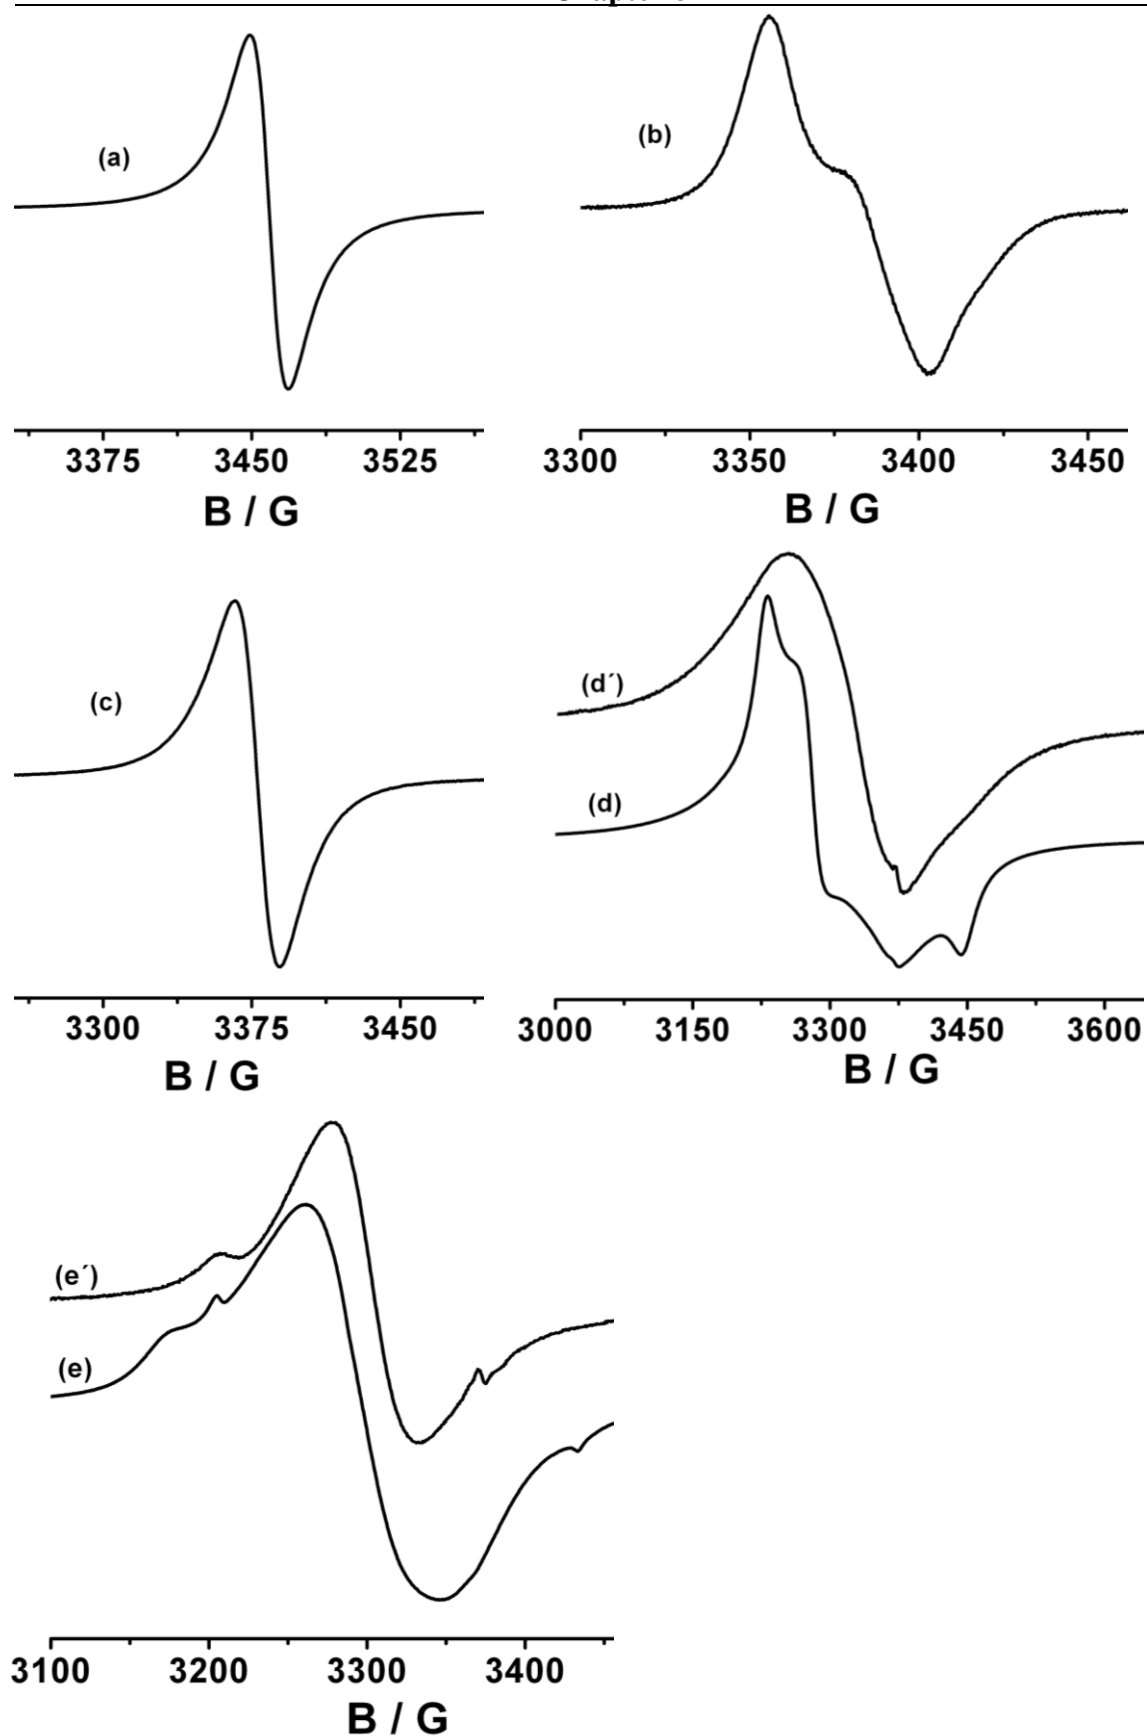 (a)
3375 3450 3525
B / G
(b)
3300 3350 3400 3450
B / G
(c)
3300 3375 3450
B / G
(d´)
(d)
3000 3150 3300 3450 3600
B / G
(e´)
(e)
3100 3200 3300 3400
B / G